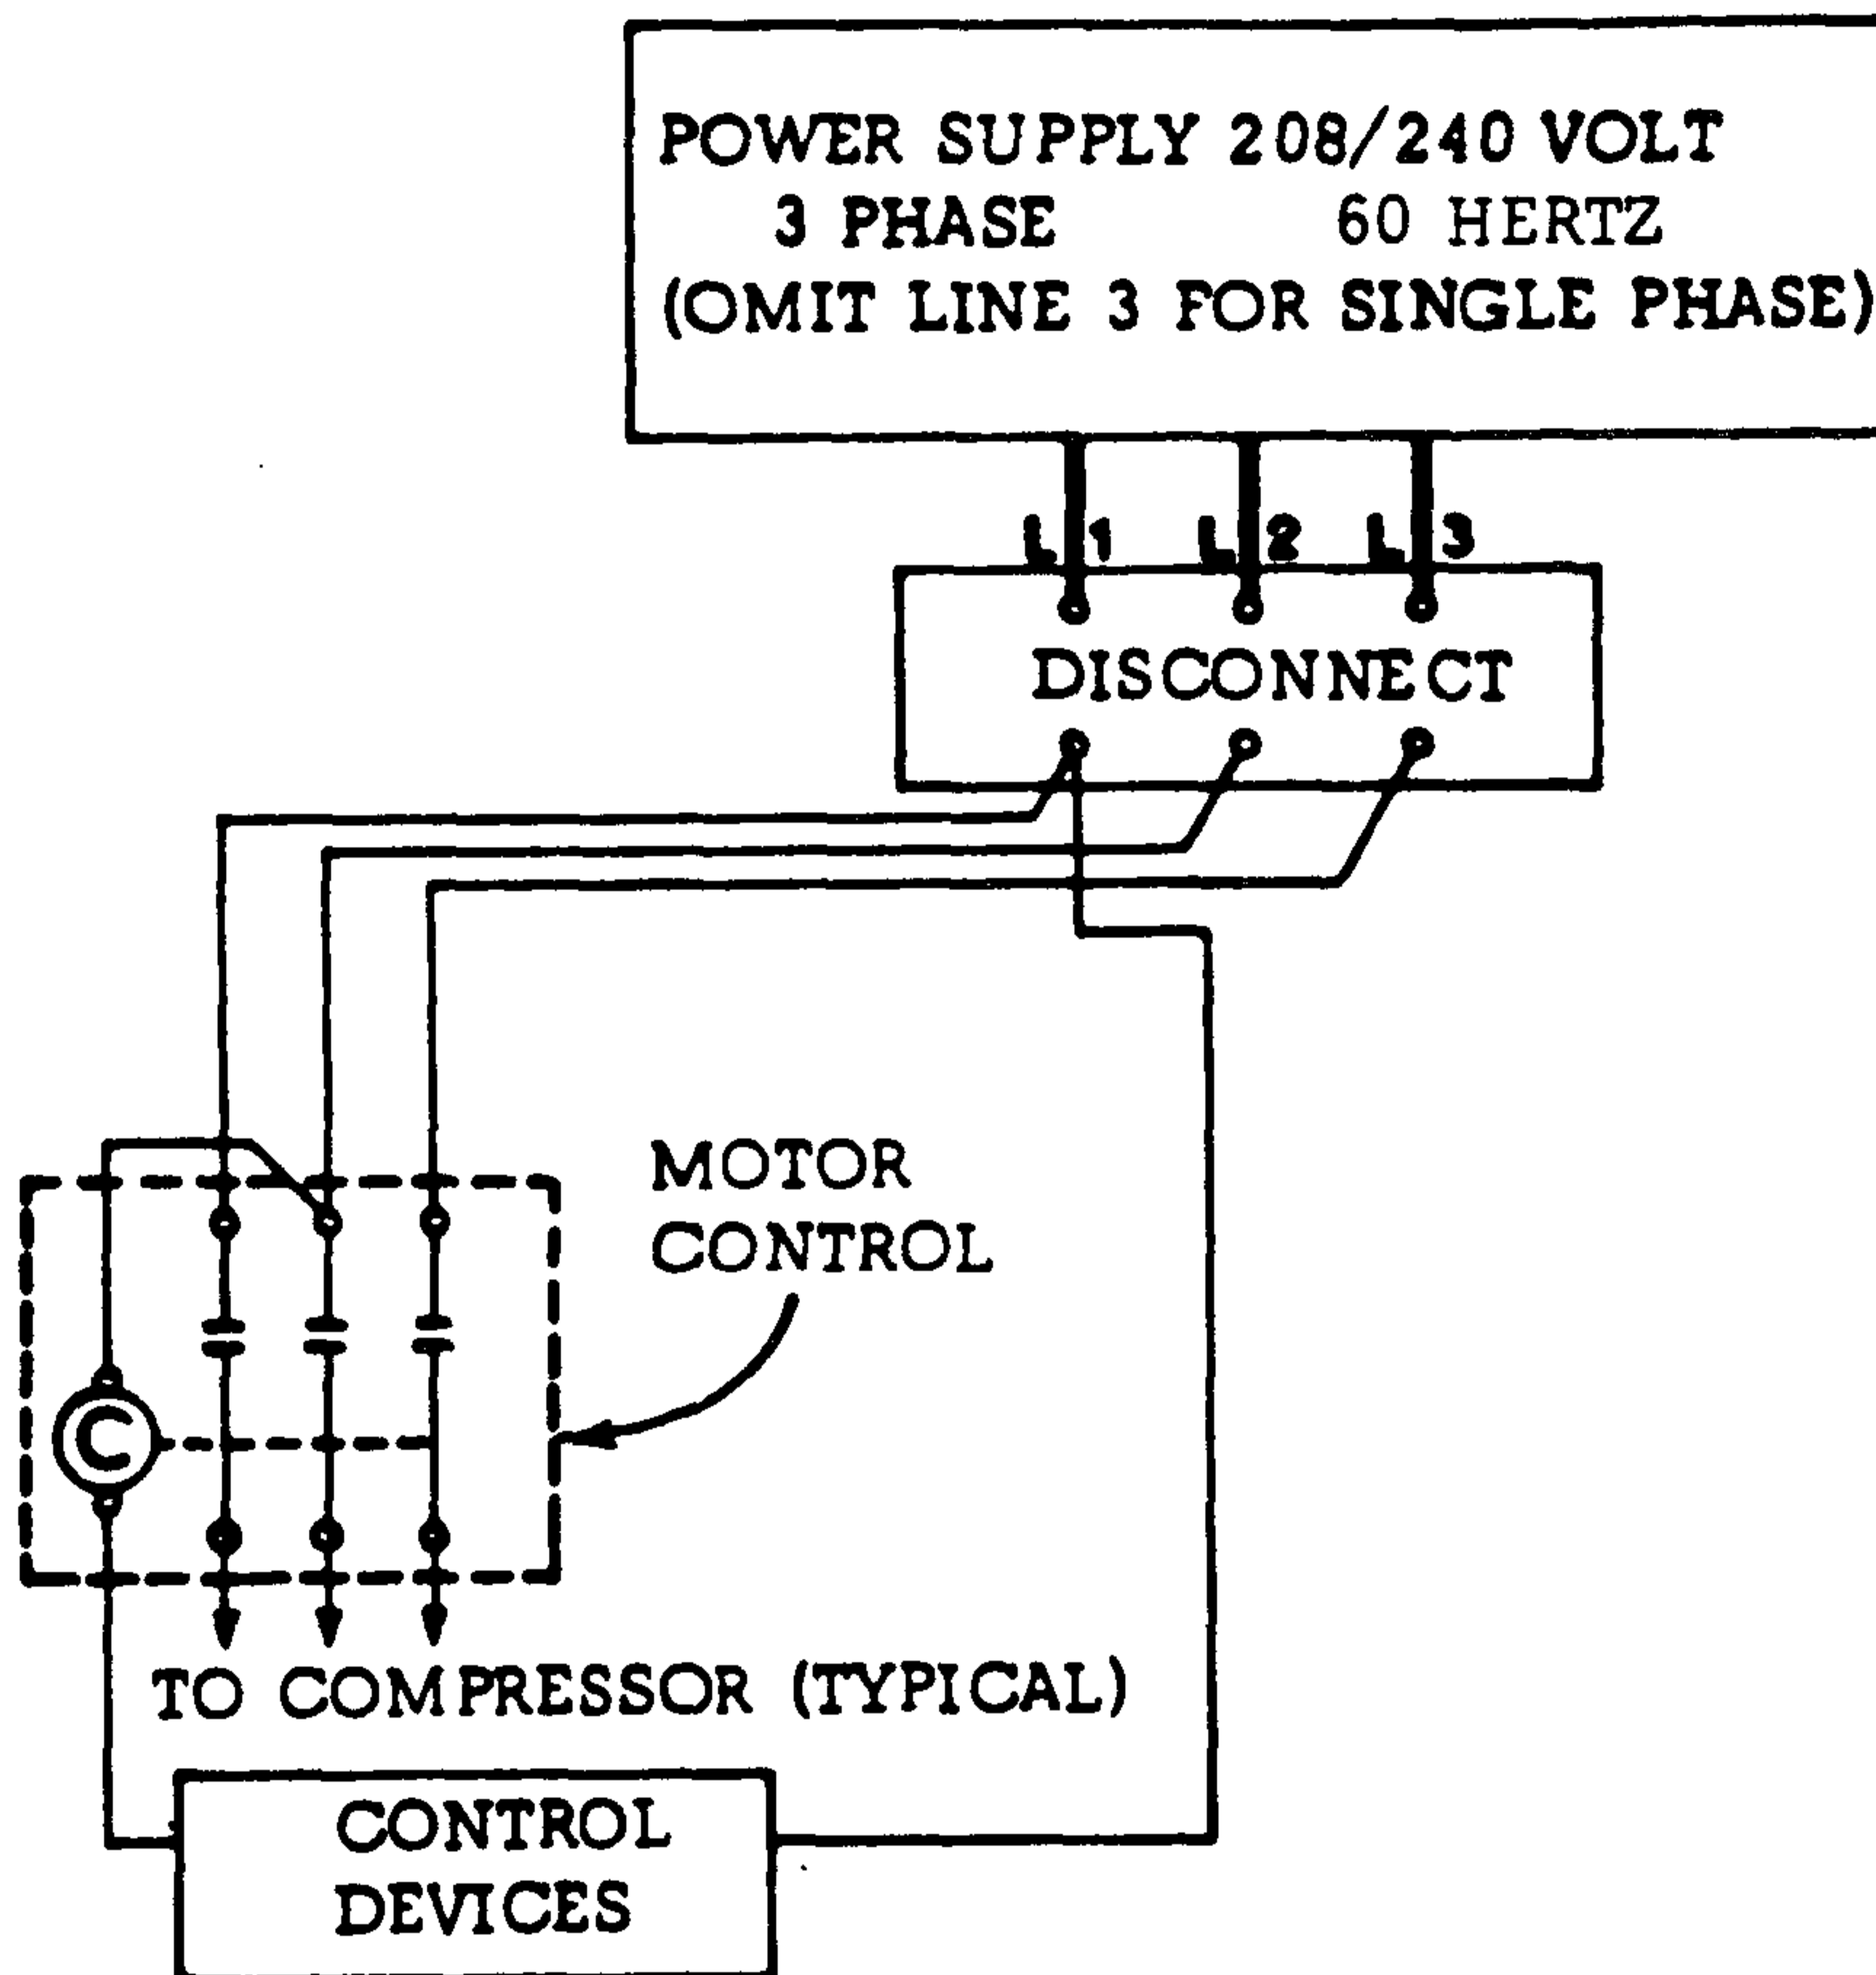 POWER SUPPLY 208/240 VOLT
3 PHASE 60 HERTZ
(OMIT LINE 3 FOR SINGLE PHASE)
L1 L2 L3
DISCONNECT
MOTOR
CONTROL
C
TO COMPRESSOR (TYPICAL)
CONTROL
DEVICES